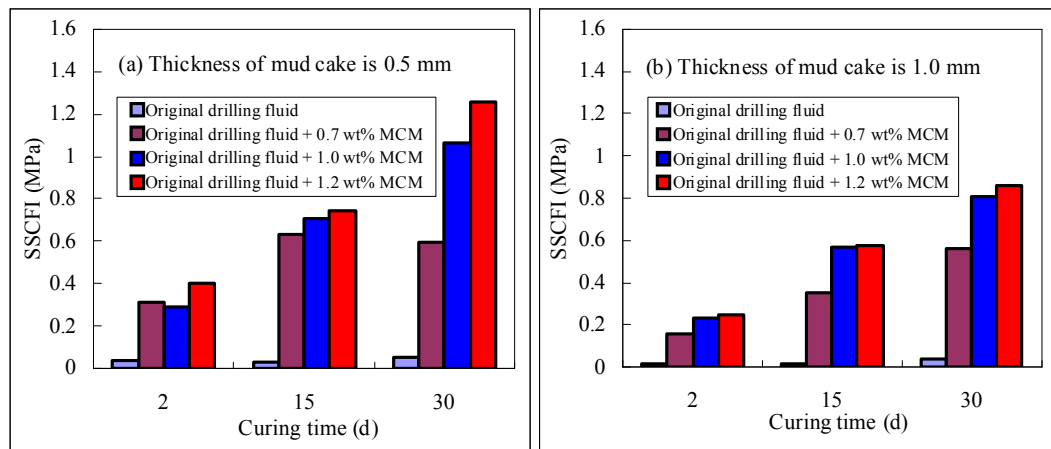 1.6
1.4
1.2
1
0.8
0.6
0.4
0.2
0
SSCFI (MPa)
(a) Thickness of mud cake is 0.5 mm
Original drilling fluid
Original drilling fluid + 0.7 wt% MCM
Original drilling fluid + 1.0 wt% MCM
Original drilling fluid + 1.2 wt% MCM
2 15 30
Curing time (d)
1.6
1.4
1.2
1
0.8
0.6
0.4
0.2
0
SSCFI (MPa)
(b) Thickness of mud cake is 1.0 mm
Original drilling fluid
Original drilling fluid + 0.7 wt% MCM
Original drilling fluid + 1.0 wt% MCM
Original drilling fluid + 1.2 wt% MCM
2 15 30
Curing time (d)